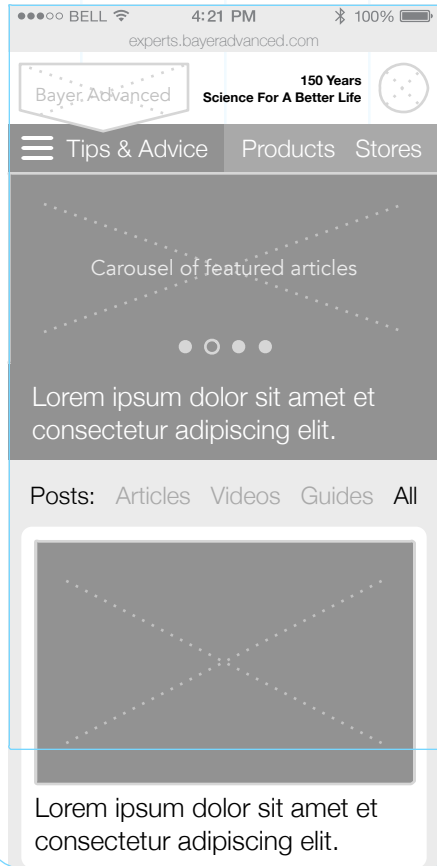 BELL 4:21 PM 100%
experts.bayeradvanced.com
Bayer Advanced
150 Years
Science For A Better Life
Tips & Advice Products Stores
Carousel of featured articles
Lorem ipsum dolor sit amet et
consectetur adipiscing elit.
Posts: Articles Videos Guides All
Lorem ipsum dolor sit amet et
consectetur adipiscing elit.